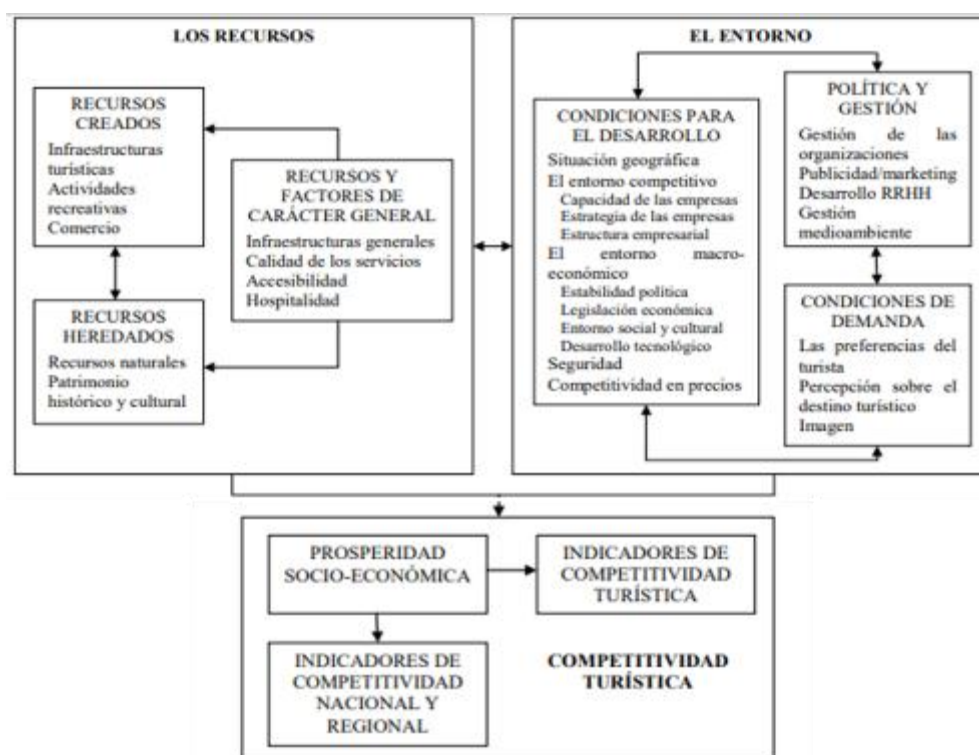 LOS RECURSOS
RECURSOS
CREADOS
Infraestructuras
turísticas
Actividades
recreativas
Comercio
RECURSOS
HEREDADOS
Recursos naturales
Patrimonio
histórico y cultural
RECURSOS Y
FACTORES DE
CARÁCTER GENERAL
Infraestructuras generales
Calidad de los servicios
Accesibilidad
Hospitalidad
EL ENTORNO
CONDICIONES PARA
EL DESARROLLO
Situación geográfica
El entorno competitivo
Capacidad de las empresas
Estrategia de las empresas
Estructura empresarial
El entorno macro-
económico
Estabilidad política
Legislación económica
Entorno social y cultural
Desarrollo tecnológico
Seguridad
Competitividad en precios
POLÍTICA Y
GESTIÓN
Gestión de las
organizaciones
Publicidad/marketing
Desarrollo RRHH
Gestión
medioambiente
CONDICIONES DE
DEMANDA
Las preferencias del
turista
Percepción sobre el
destino turístico
Imagen
PROSPERIDAD
SOCIO-ECONÓMICA
INDICADORES DE
COMPETITIVIDAD
TURÍSTICA
INDICADORES DE
COMPETITIVIDAD
NACIONAL Y
REGIONAL
COMPETITIVIDAD
TURÍSTICA